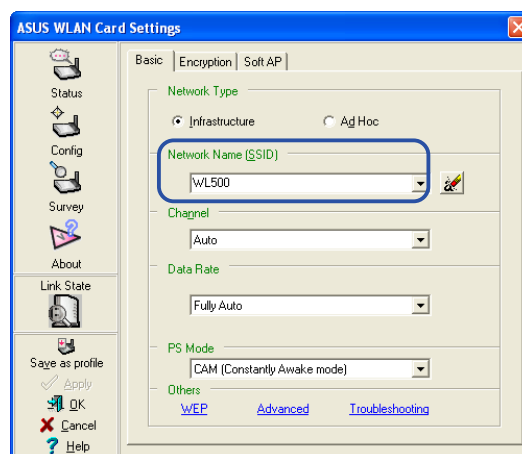 ASUS WLAN Card Settings
Status
Config
Survey
About
Link State
Save as profile
Apply
OK
Cancel
Help
Basic
Encryption
Soft AP
Network Type
Infrastructure
Ad Hoc
Network Name (SSID)
WL500
Channel
Auto
Data Rate
Fully Auto
PS Mode
CAM (Constantly Awake mode)
Others
WEP
Advanced
Troubleshooting